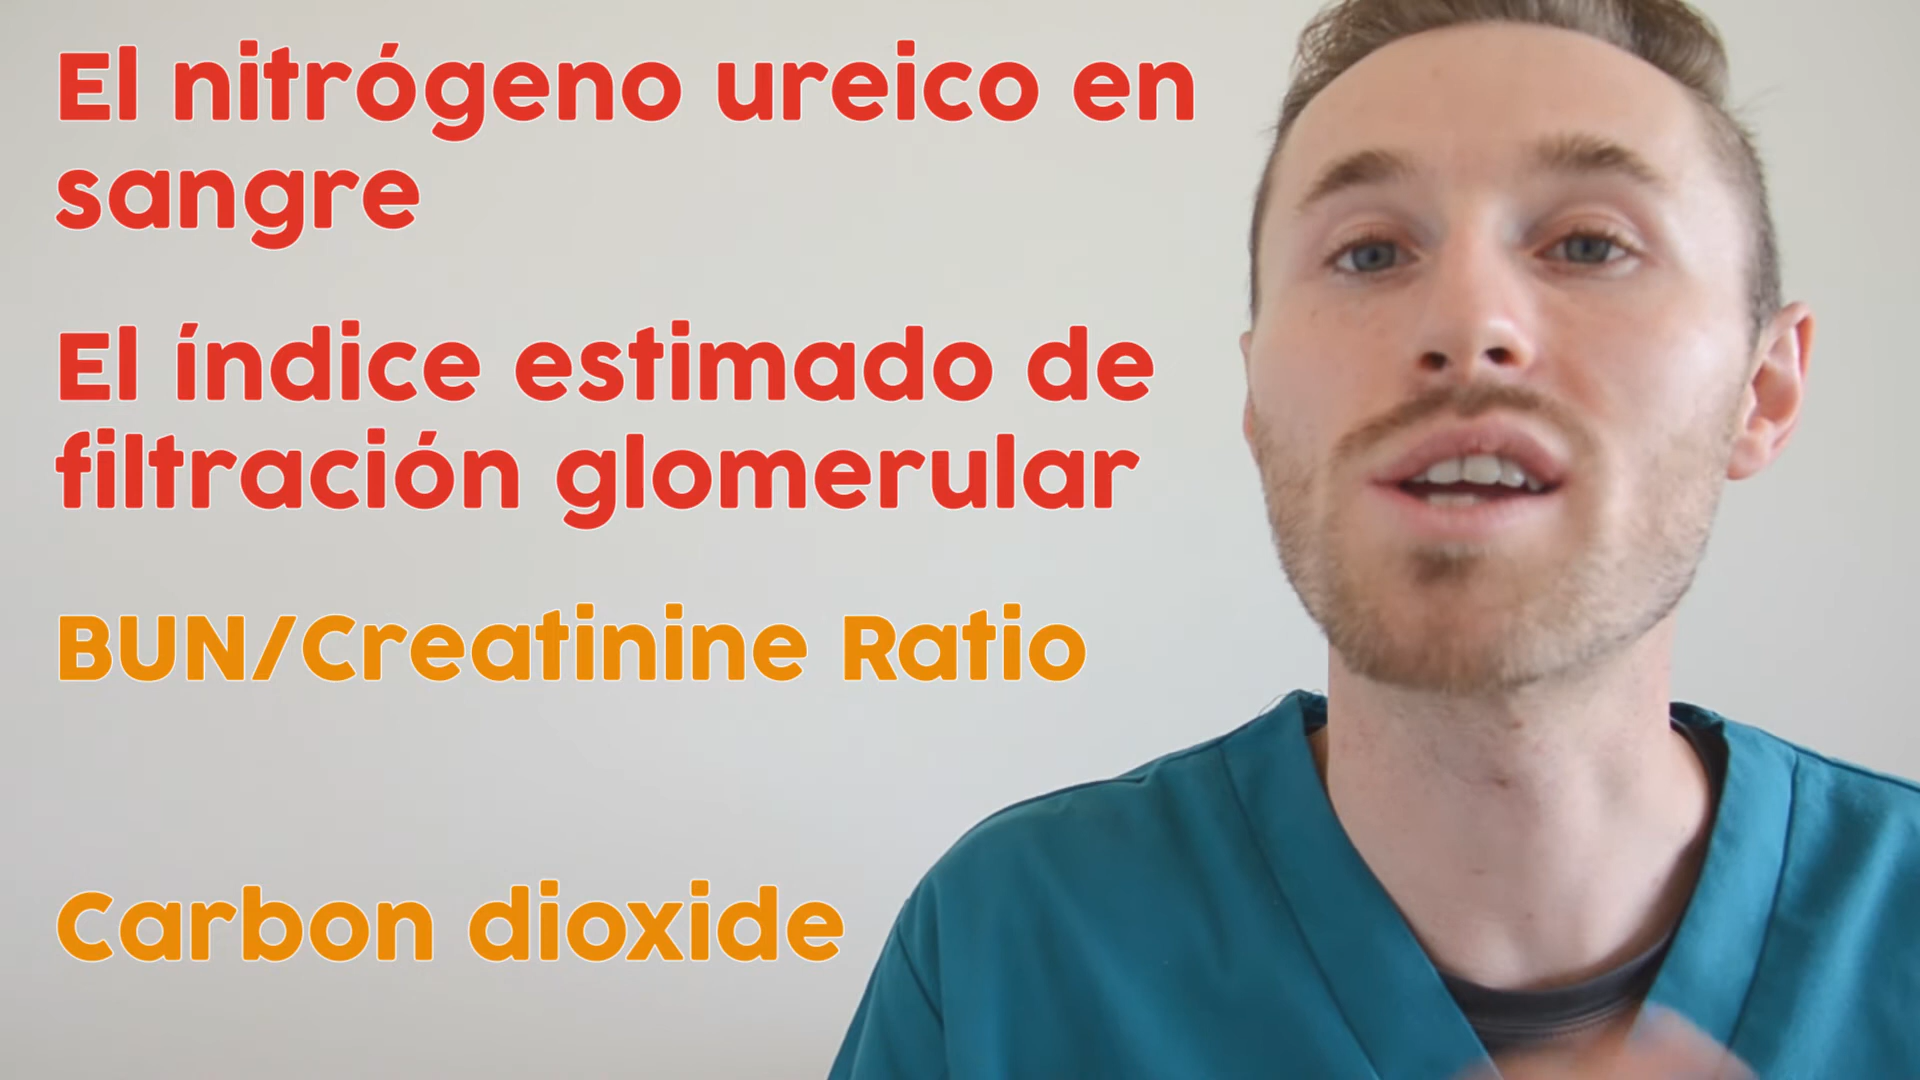 El nitrógeno ureico en
sangre
El índice estimado de
filtración glomerular
BUN/Creatinine Ratio
Carbon dioxide